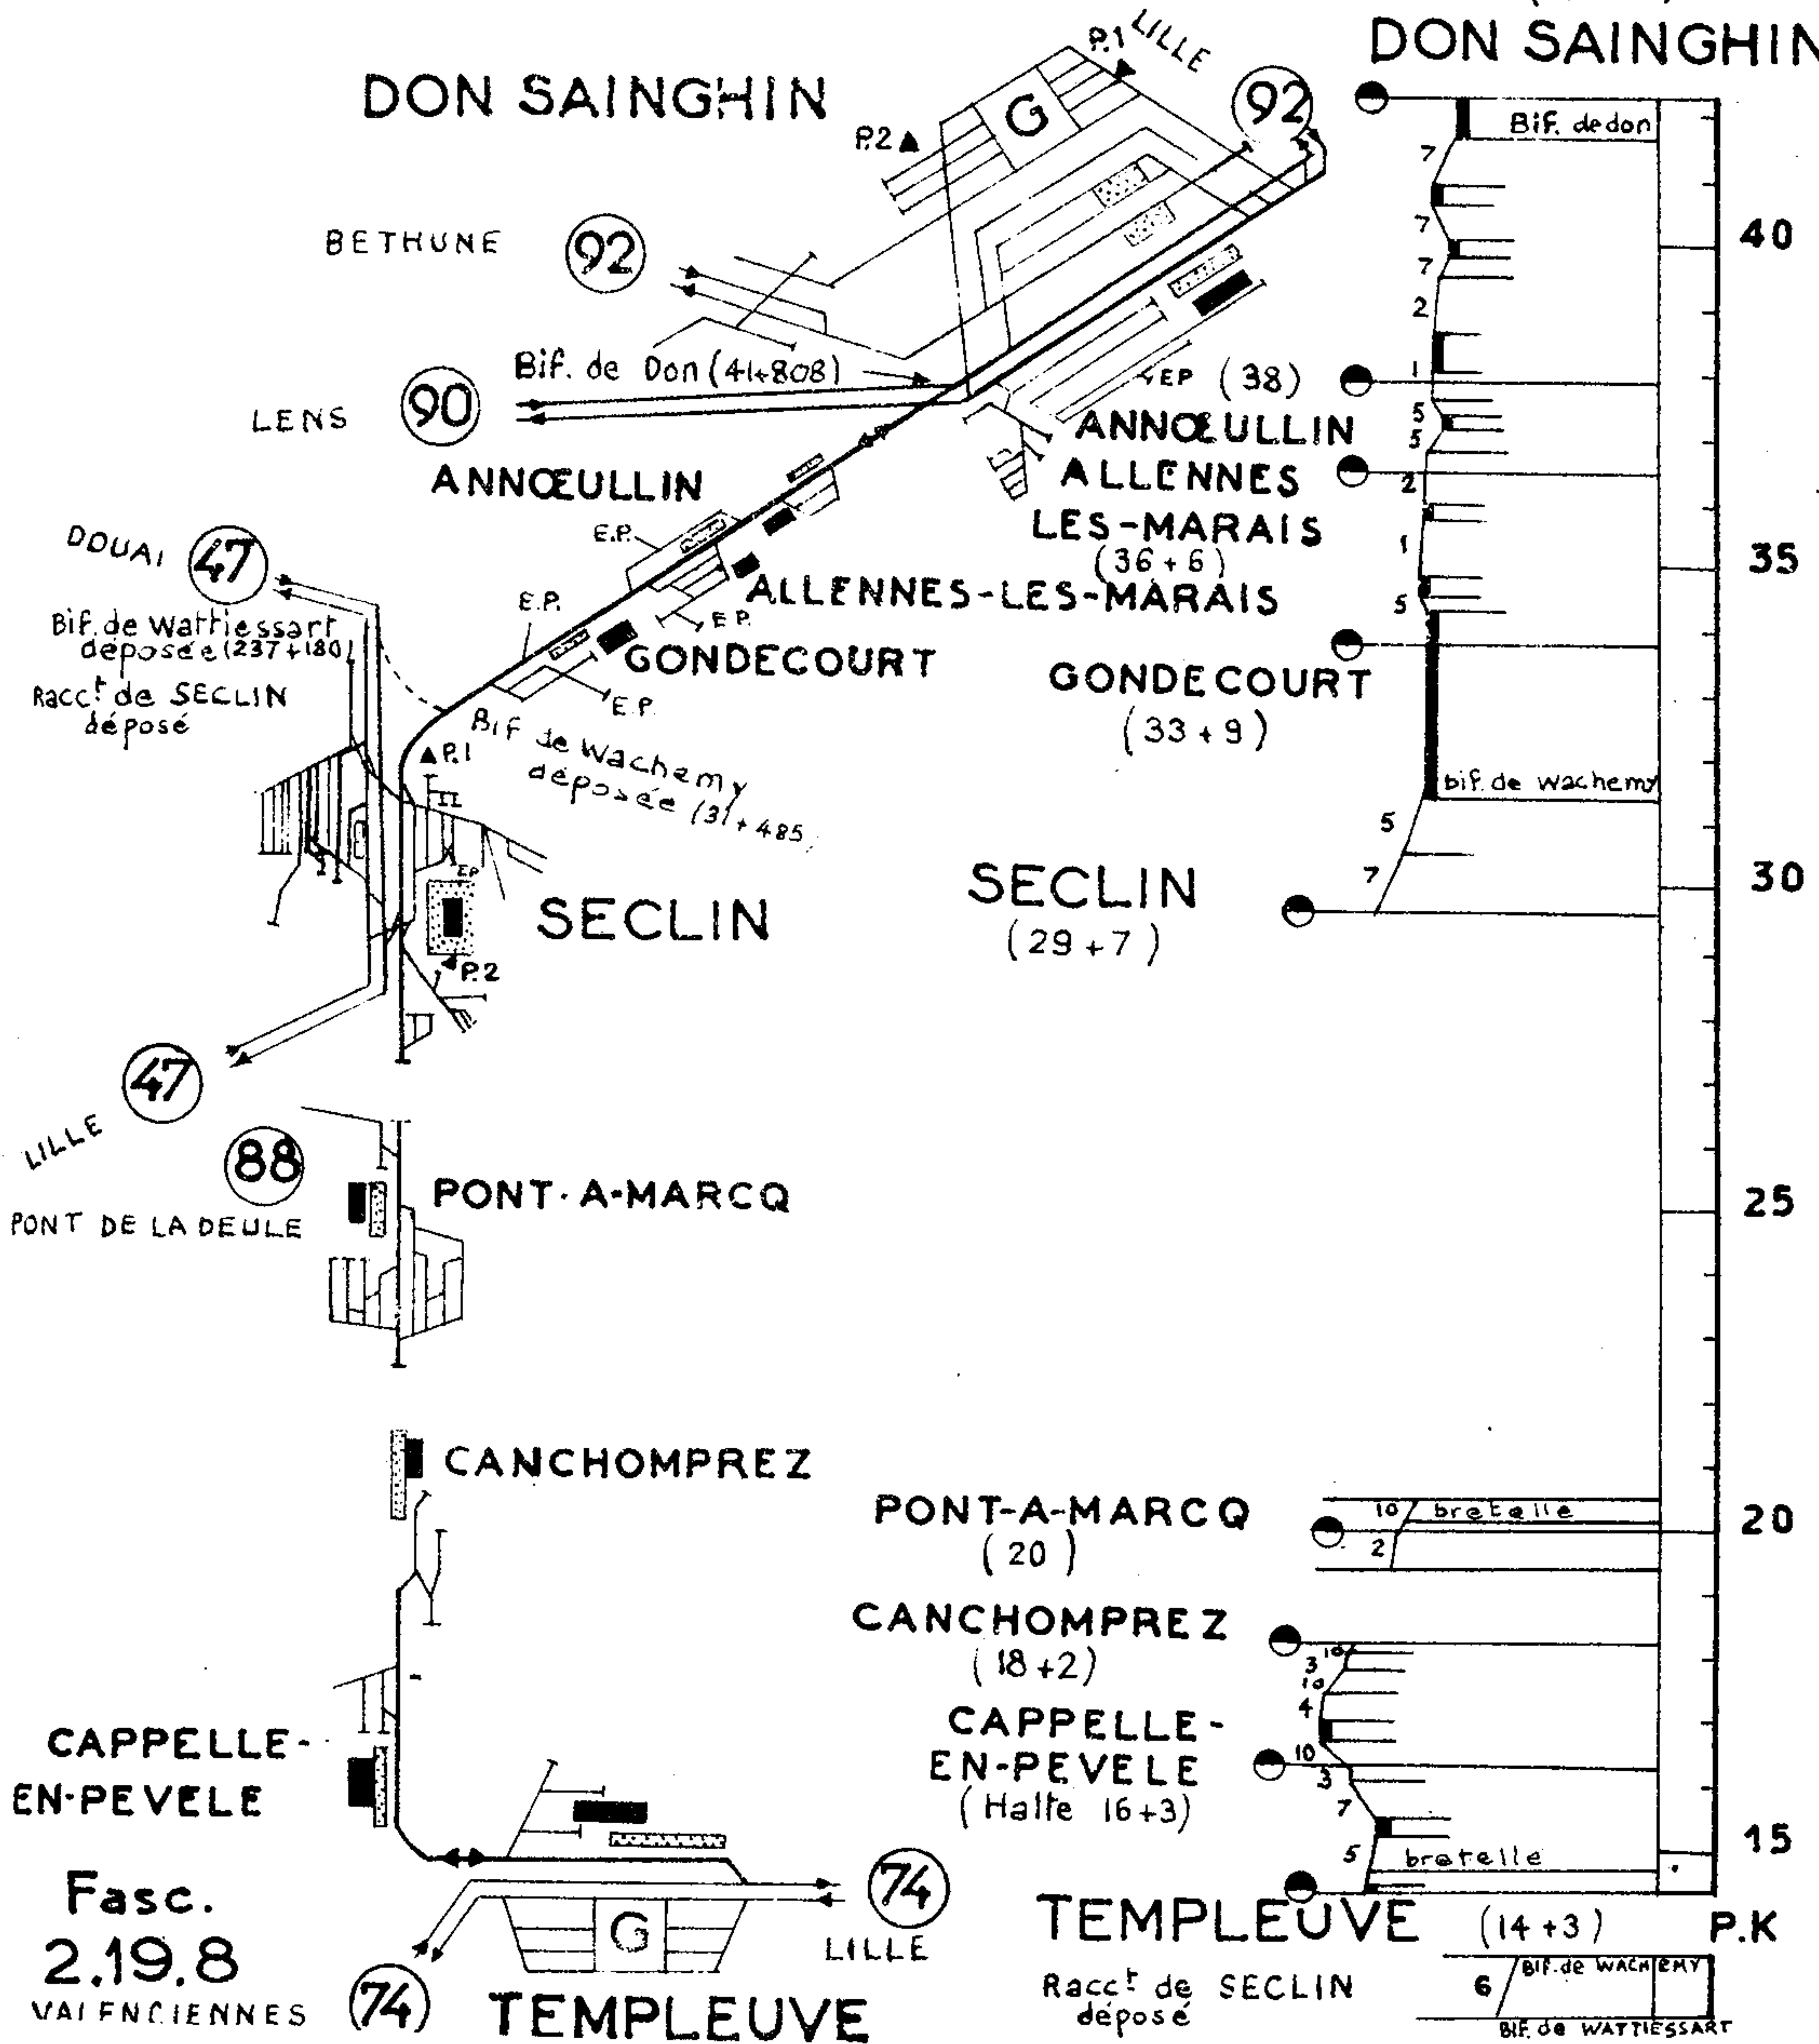 DON SAINGHIN
DON SAINGHIN
P.1
LILLE
92
G
P.2
BETHUNE
92
Bif. de Don (41+808)
LENS
90
EP
(38)
ANNŒULLIN
ANNŒULLIN
ALLENNES
LES-MARAIS
(36+6)
DOUAI
47
E.P.
ALLENNES-LES-MARAIS
E.P.
E P.
Bif. de Wattiessart
déposée (237+180)
GONDECOURT
GONDECOURT
(33+9)
Racct de SECLIN
déposé
E.P.
Bif de Wachemy
déposée (31+485
P.1
EP
SECLIN
SECLIN
(29+7)
P.2
47
LILLE
88
PONT DE LA DEULE
PONT-A-MARCQ
CANCHOMPREZ
PONT-A-MARCQ
(20)
CANCHOMPREZ
(18+2)
CAPPELLE-
EN-PEVELE
CAPPELLE-
EN-PEVELE
(Halte 16+3)
Fasc.
2.19.8
VALENCIENNES
74
G
74
LILLE
TEMPLEUVE
TEMPLEUVE
(14+3)
P.K
Racct de SECLIN
déposé
6
BIF. de WACHEMY
BIF. de WATTIESSART
Bif. de don
7
7
7
2
1
5
5
2
1
5
bif. de Wachemy
5
7
10 bretelle
2
10
3
10
4
10
3
7
5
bretelle
40
35
30
25
20
15